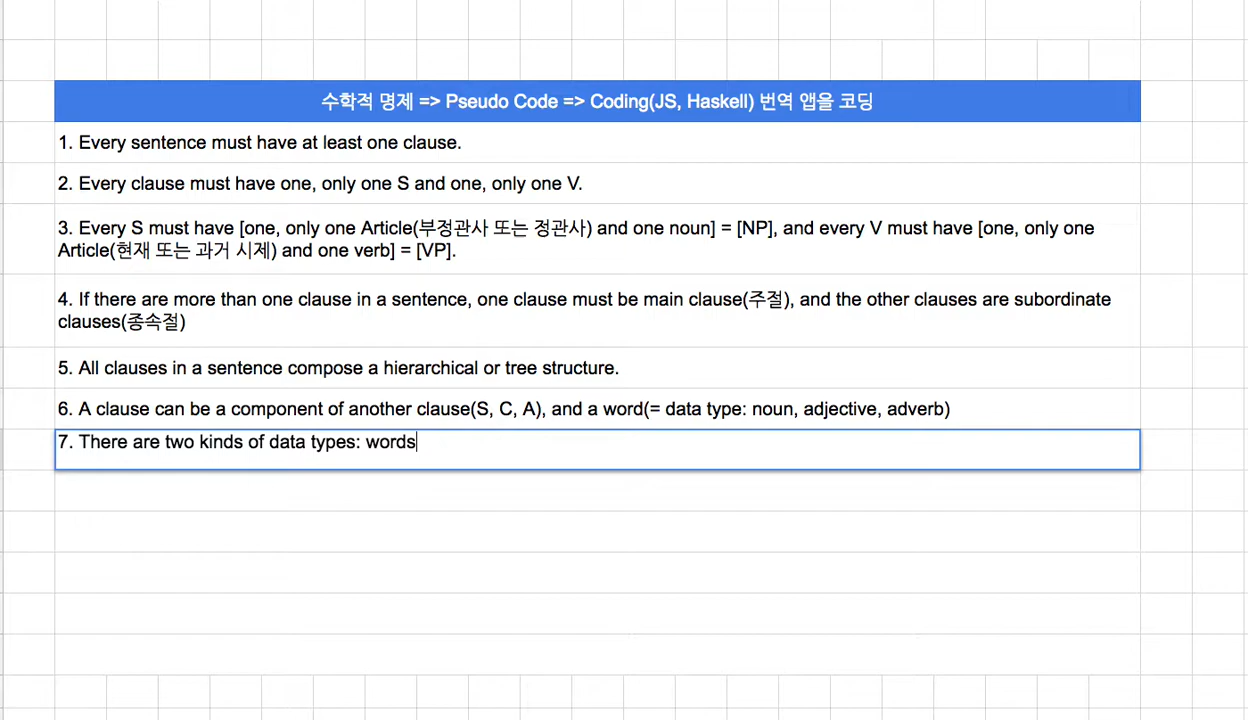 수학적 명제 => Pseudo Code => Coding(JS, Haskell) 번역 앱을 코딩
1. Every sentence must have at least one clause.
2. Every clause must have one, only one S and one, only one V.
3. Every S must have [one, only one Article(부정관사 또는 정관사) and one noun] = [NP], and every V must have [one, only one
Article(현재 또는 과거 시제) and one verb] = [VP].
4. If there are more than one clause in a sentence, one clause must be main clause(주절), and the other clauses are subordinate
clauses(종속절)
5. All clauses in a sentence compose a hierarchical or tree structure.
6. A clause can be a component of another clause(S, C, A), and a word(= data type: noun, adjective, adverb)
7. There are two kinds of data types: words